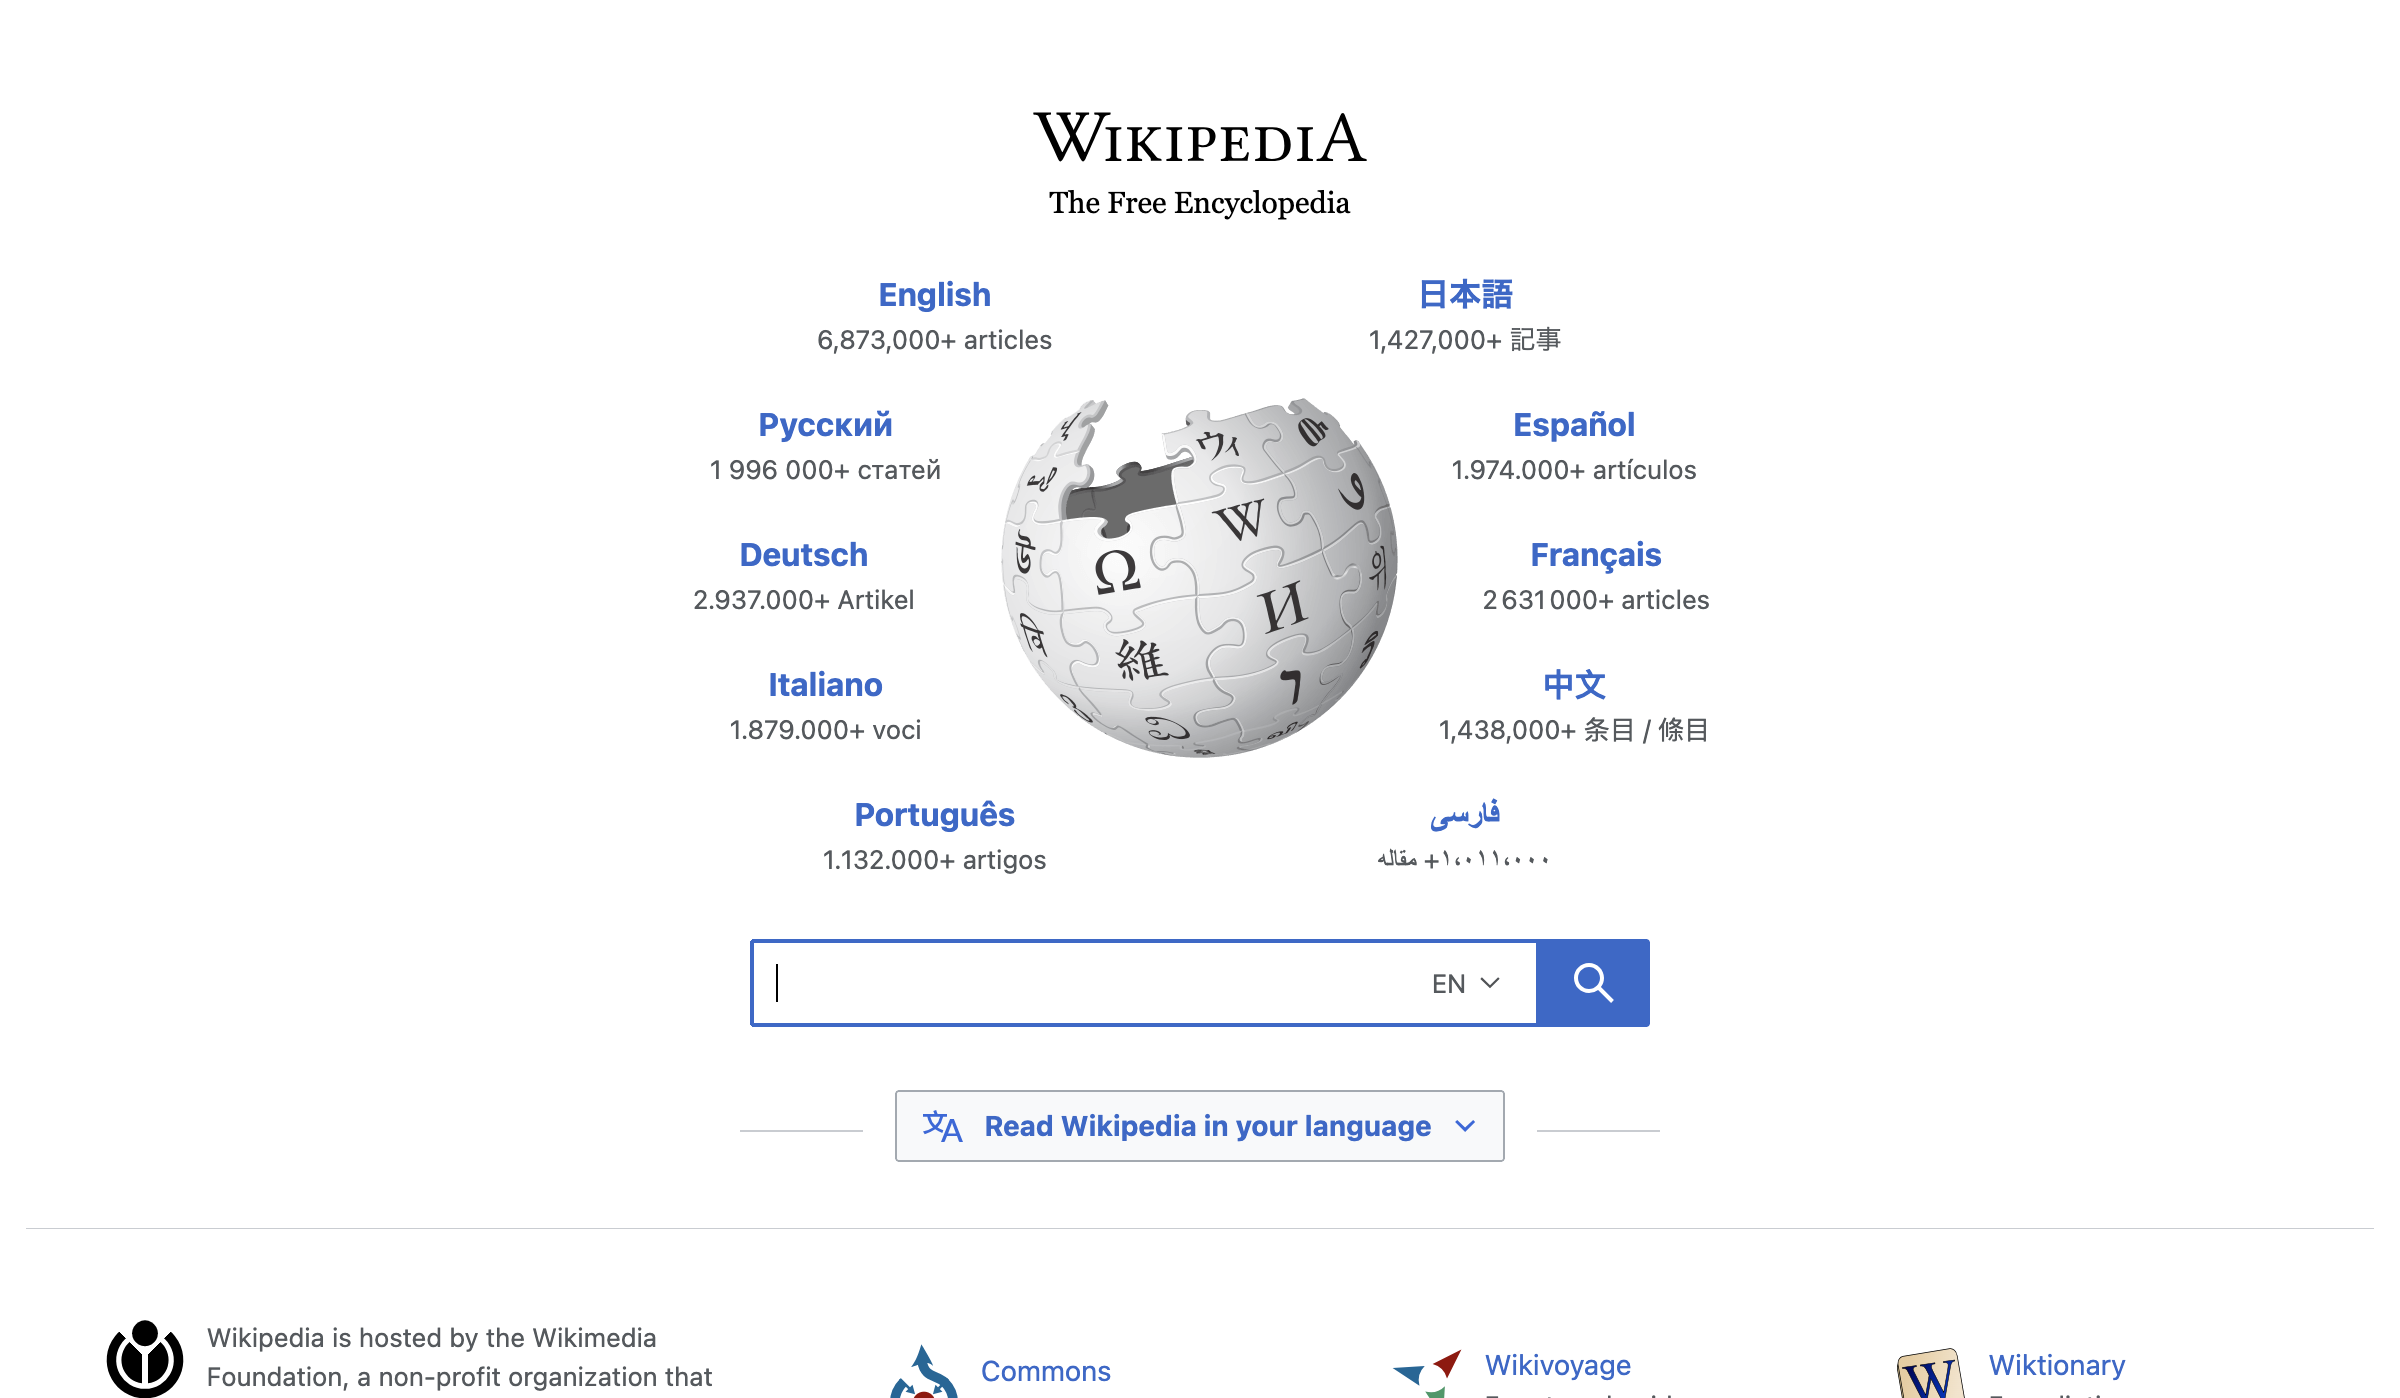 WIKIPEDIA
The Free Encyclopedia
English
6,873,000+ articles
日本語
1,427,000+ 記事
Русский
1 996 000+ статей
Español
1.974.000+ artículos
Deutsch
2.937.000+ Artikel
Français
2 631 000+ articles
Italiano
1.879.000+ voci
中文
1,438,000+ 条目 / 條目
Português
1.132.000+ artigos
فارسی
۱٬۰۱۱٬۰۰۰+ مقاله
Ω
W
И
維
ウィ
EN
Read Wikipedia in your language
Wikipedia is hosted by the Wikimedia
Foundation, a non-profit organization that
Commons
Wikivoyage
Wiktionary
W